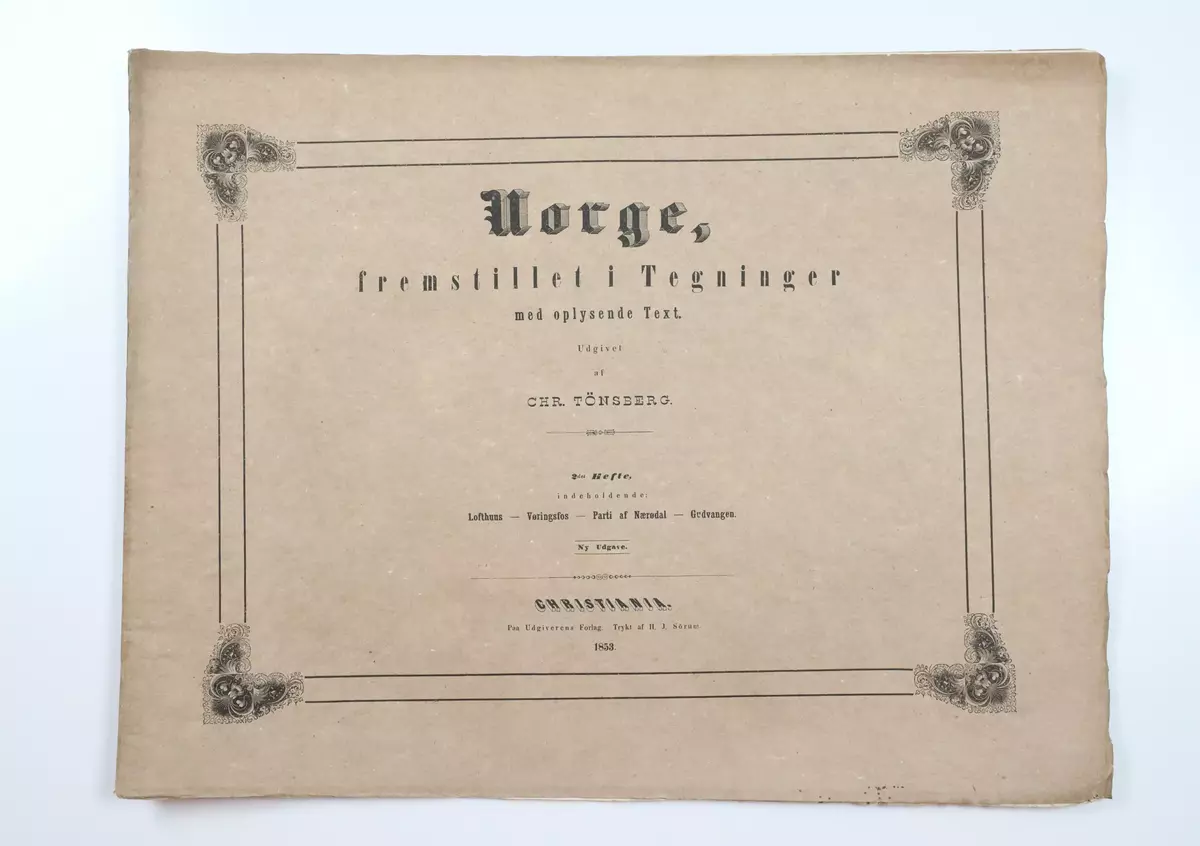 Norge,
fremstillet i Tegninger
med oplysende Text.
Udgivet
af
CHR. TÖNSBERG.
2det Hefte,
indeholdende:
Lofthuus — Vøringsfos — Parti af Nærødal — Gudvangen.
Ny Udgave.
CHRISTIANIA.
Paa Udgiverens Forlag. Trykt af H. J. Sörum
1853.